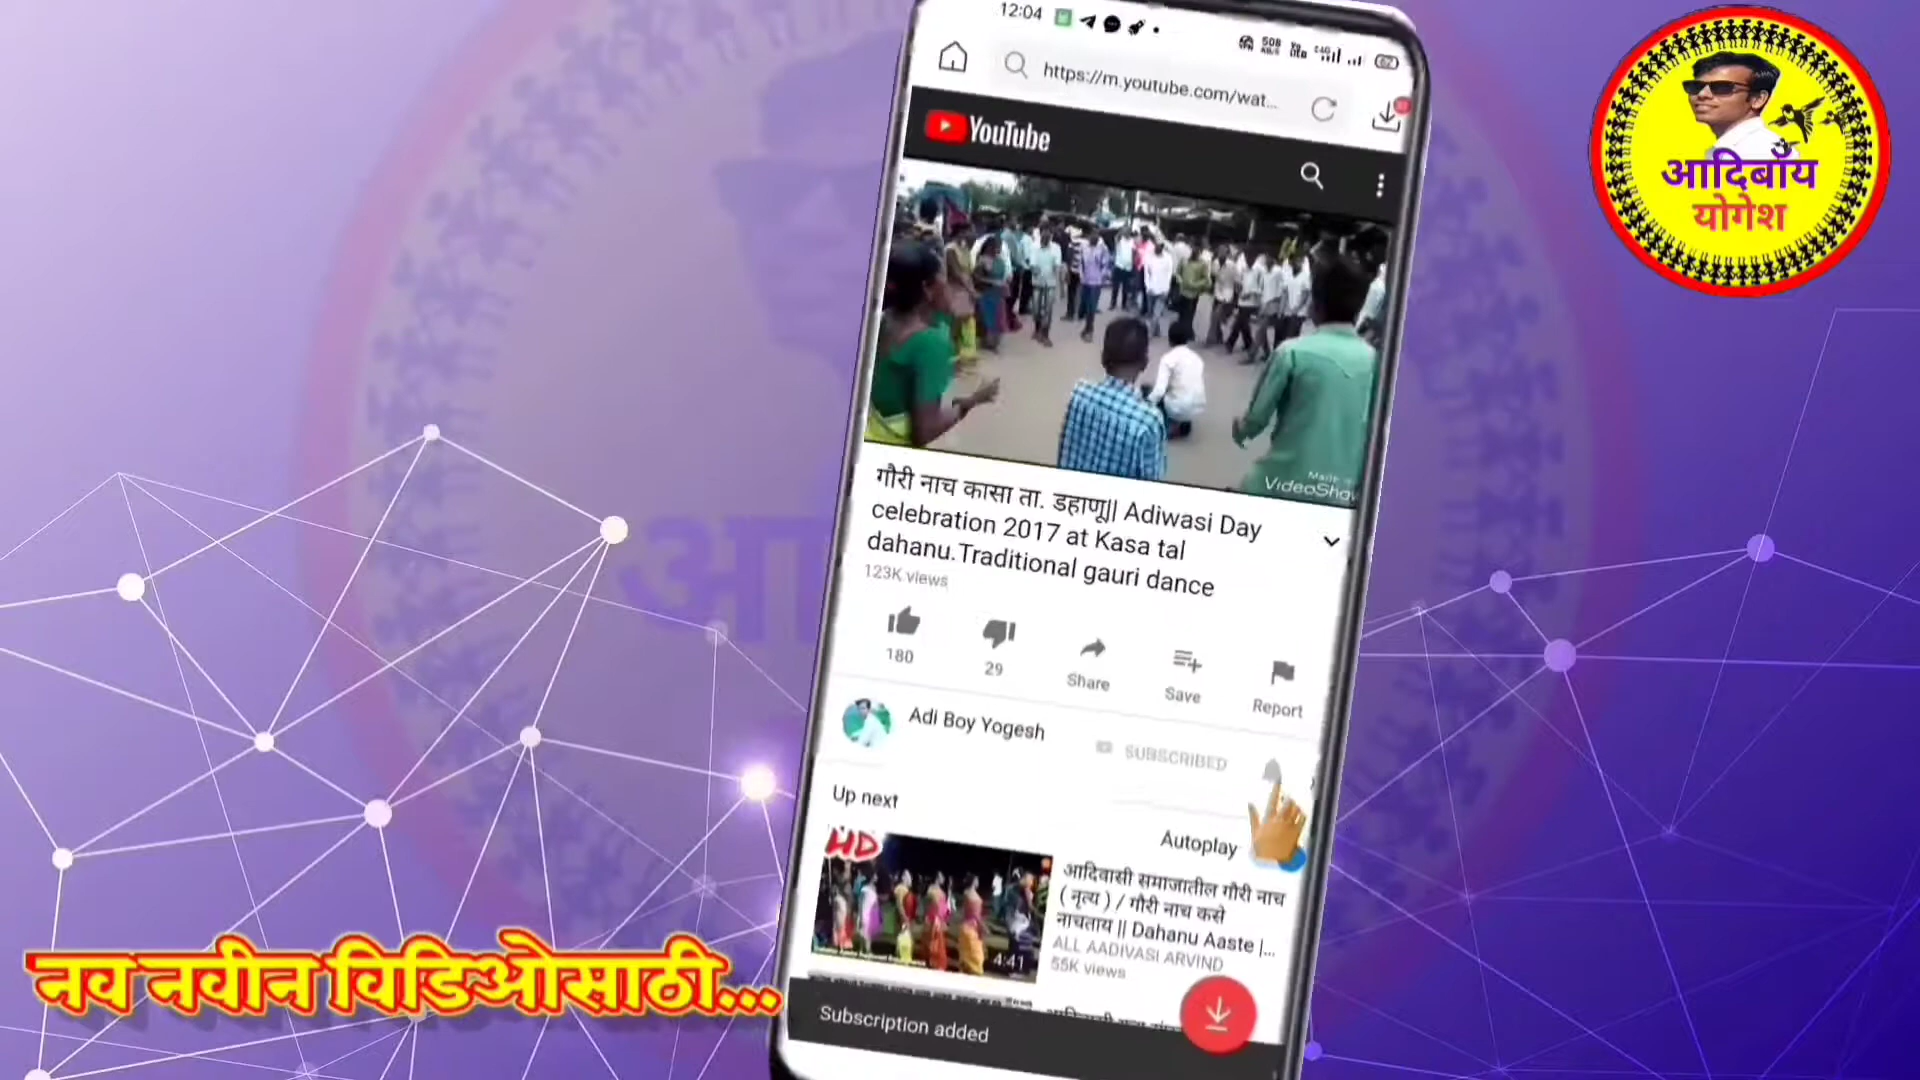 12:04
https://m.youtube.com/wat...
YouTube
VideoShow
गौरी नाच कासा ता. डहाणू|| Adiwasi Day
celebration 2017 at Kasa tal
dahanu.Traditional gauri dance
123K views
180
29
Share
Save
Report
Adi Boy Yogesh
SUBSCRIBED
Up next
Autoplay
HD
4:41
आदिवासी समाजातील गौरी नाच
( नृत्य ) / गौरी नाच कसे
नाचताय || Dahanu Aaste |...
ALL AADIVASI ARVIND
55K views
Subscription added
आदिबॉय
योगेश
नव नवीन विडिओसाठी...